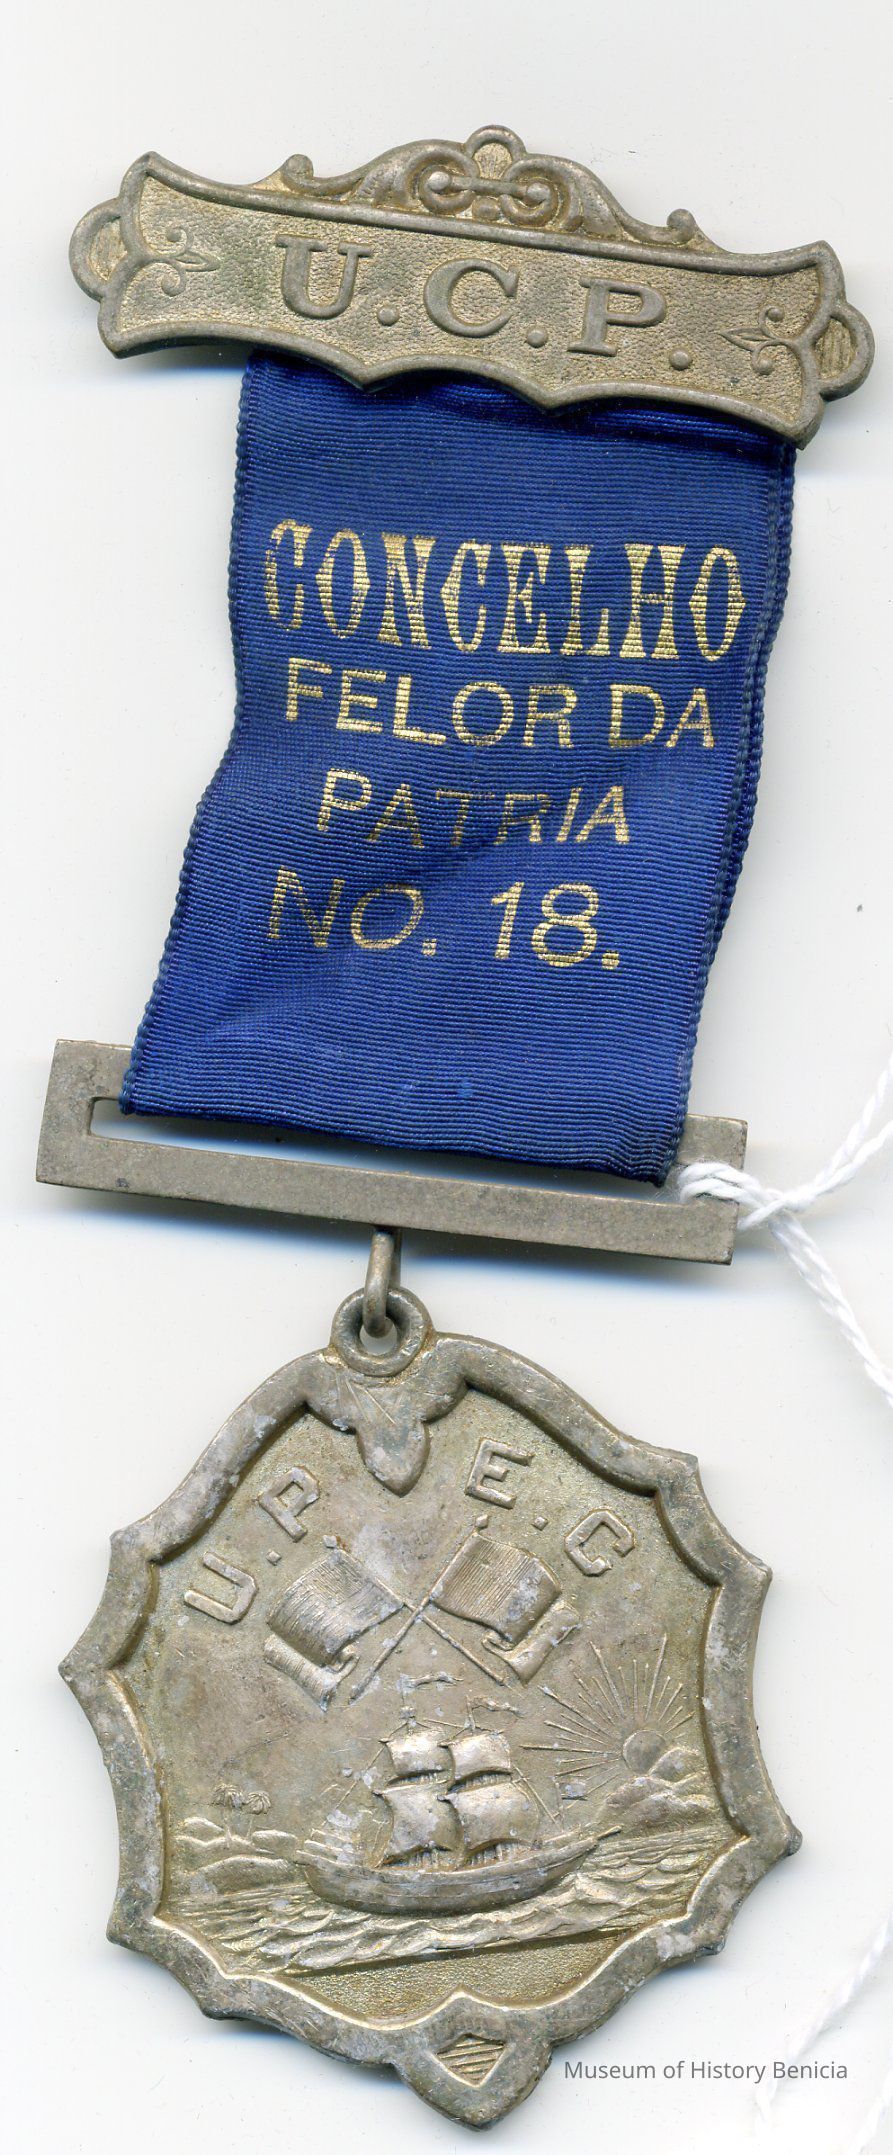 U.C.P.
CONCELHO
FELOR DA
PATRIA
NO. 18.
U.P.E.C
Museum of History Benicia